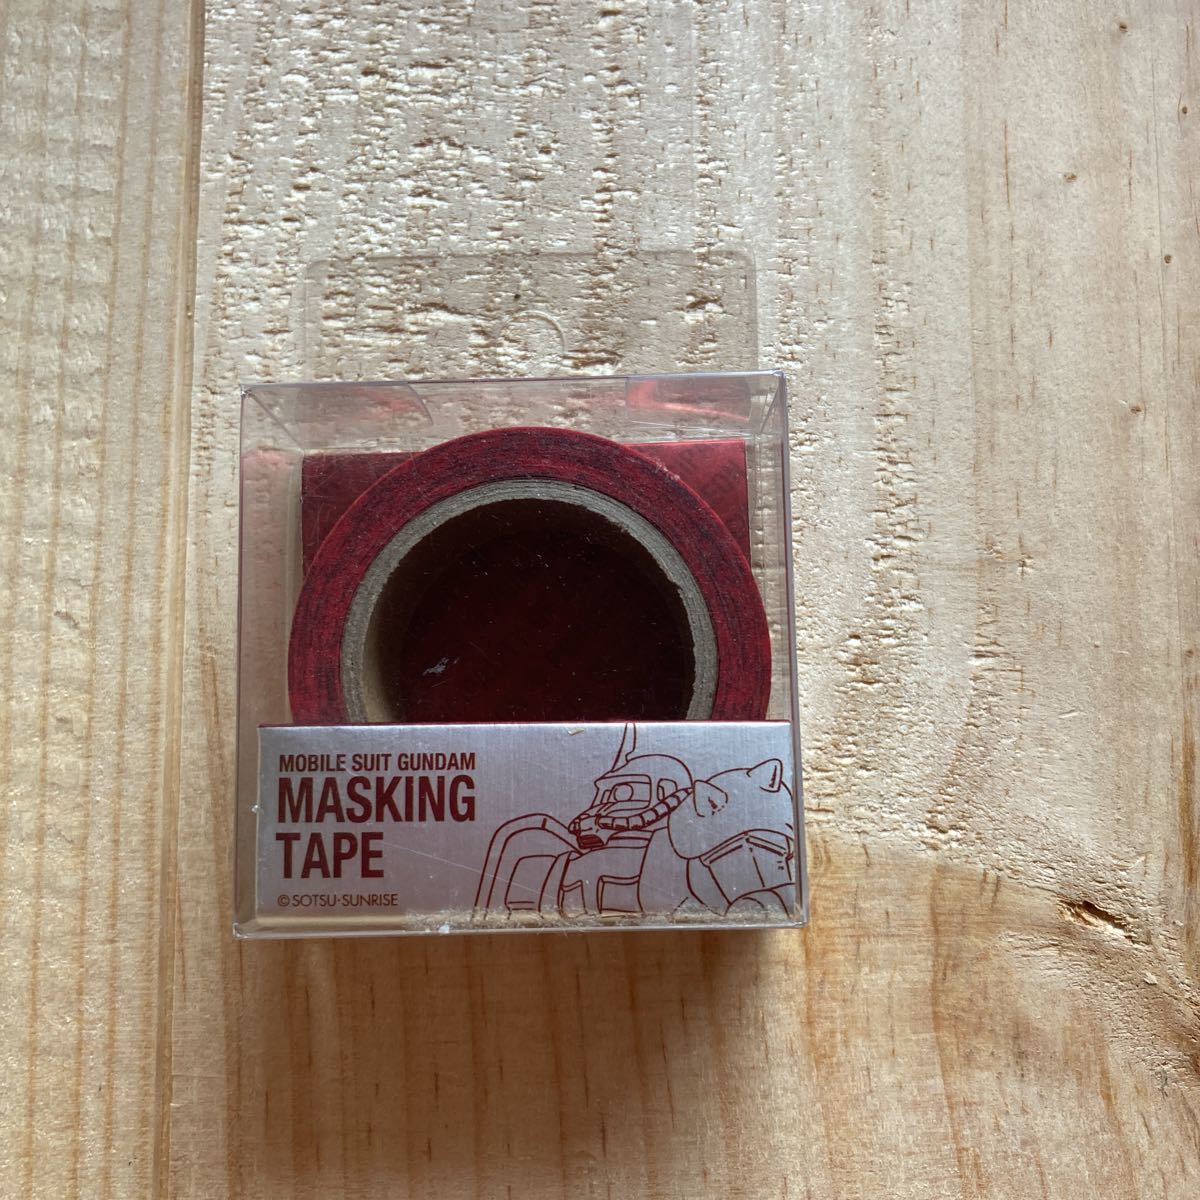 MOBILE SUIT GUNDAM
MASKING
TAPE
© SOTSU・SUNRISE